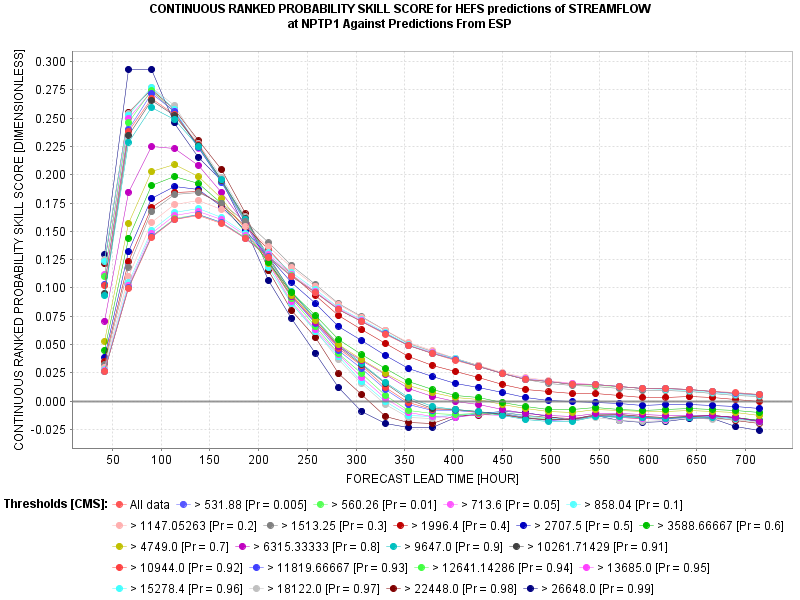 CONTINUOUS RANKED PROBABILITY SKILL SCORE for HEFS predictions of STREAMFLOW
at NPTP1 Against Predictions From ESP
CONTINUOUS RANKED PROBABILITY SKILL SCORE [DIMENSIONLESS]
0.300
0.275
0.250
0.225
0.200
0.175
0.150
0.125
0.100
0.075
0.050
0.025
0.000
-0.025
50 100 150 200 250 300 350 400 450 500 550 600 650 700
FORECAST LEAD TIME [HOUR]
Thresholds [CMS]: All data > 531.88 [Pr = 0.005] > 560.26 [Pr = 0.01] > 713.6 [Pr = 0.05] > 858.04 [Pr = 0.1]
> 1147.05263 [Pr = 0.2] > 1513.25 [Pr = 0.3] > 1996.4 [Pr = 0.4] > 2707.5 [Pr = 0.5] > 3588.66667 [Pr = 0.6]
> 4749.0 [Pr = 0.7] > 6315.33333 [Pr = 0.8] > 9647.0 [Pr = 0.9] > 10261.71429 [Pr = 0.91]
> 10944.0 [Pr = 0.92] > 11819.66667 [Pr = 0.93] > 12641.14286 [Pr = 0.94] > 13685.0 [Pr = 0.95]
> 15278.4 [Pr = 0.96] > 18122.0 [Pr = 0.97] > 22448.0 [Pr = 0.98] > 26648.0 [Pr = 0.99]